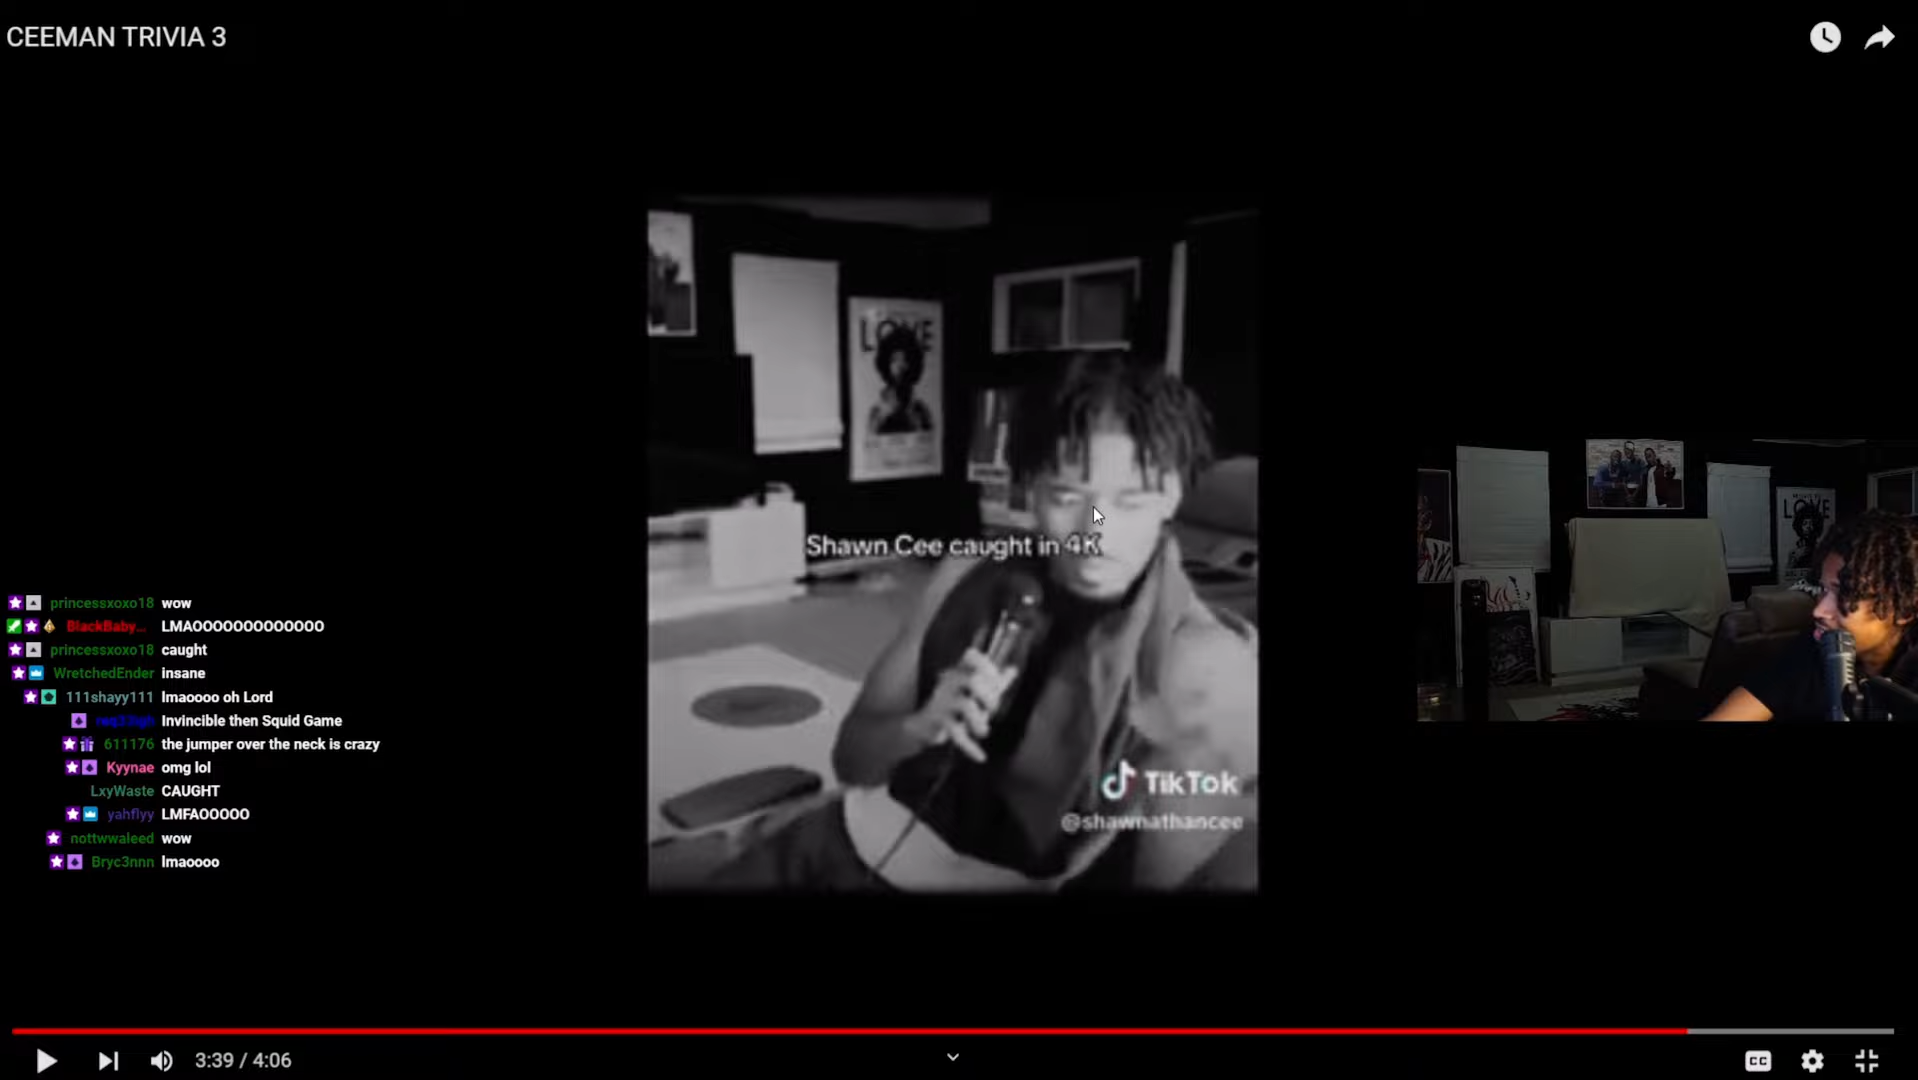 CEEMAN TRIVIA 3
LOVE
LOVE
Shawn Cee caught in 4K
princessxoxo18 wow
BlackBaby... LMAOOOOOOOOOOOOO
princessxoxo18 caught
WretchedEnder insane
111shayy111 lmaoooo oh Lord
Invincible then Squid Game
611176 the jumper over the neck is crazy
Kyynae omg lol
LxyWaste CAUGHT
yahflyy LMFAOOOOO
nottwwaleed wow
Bryc3nnn lmaoooo
TikTok
@shawnathancee
3:39 / 4:06
CC